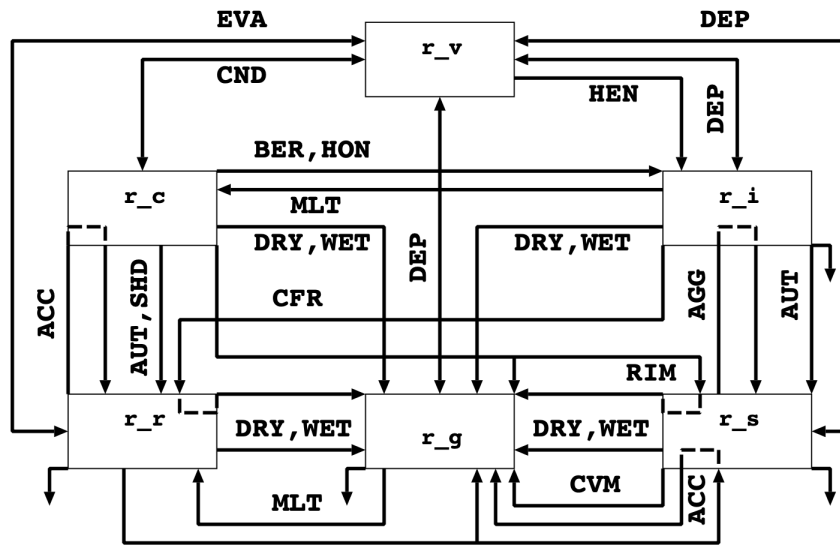 EVA
DEP
r_v
CND
HEN
DEP
BER,HON
r_c
r_i
MLT
DRY,WET
DEP
DRY,WET
ACC
AUT,SHD
CFR
AGG
AUT
RIM
r_r
r_g
r_s
DRY,WET
DRY,WET
MLT
CVM
ACC